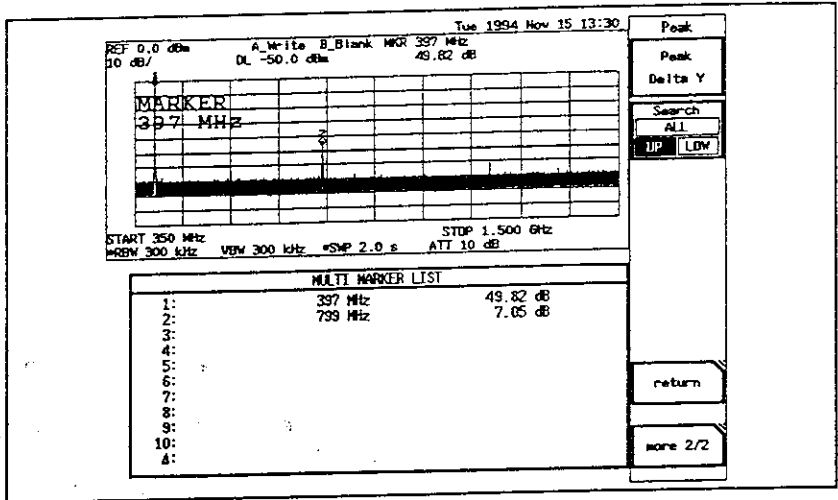 Tue 1994 Nov 15 13:30
REF 0.0 dBm A_Write B_Blank MKR 397 MHz
10 dB/ DL -50.0 dBm 49.82 dB
MARKER
397 MHz
2
START 350 MHz STOP 1.500 GHz
*RBW 300 kHz VBW 300 kHz *SWP 2.0 s ATT 10 dB
MULTI MARKER LIST
1: 397 MHz 49.82 dB
2: 799 MHz 7.05 dB
3:
4:
5:
6:
7:
8:
9:
10:
Δ:
Peak
Peak
Delta Y
Search
ALL
UP LOW
return
more 2/2